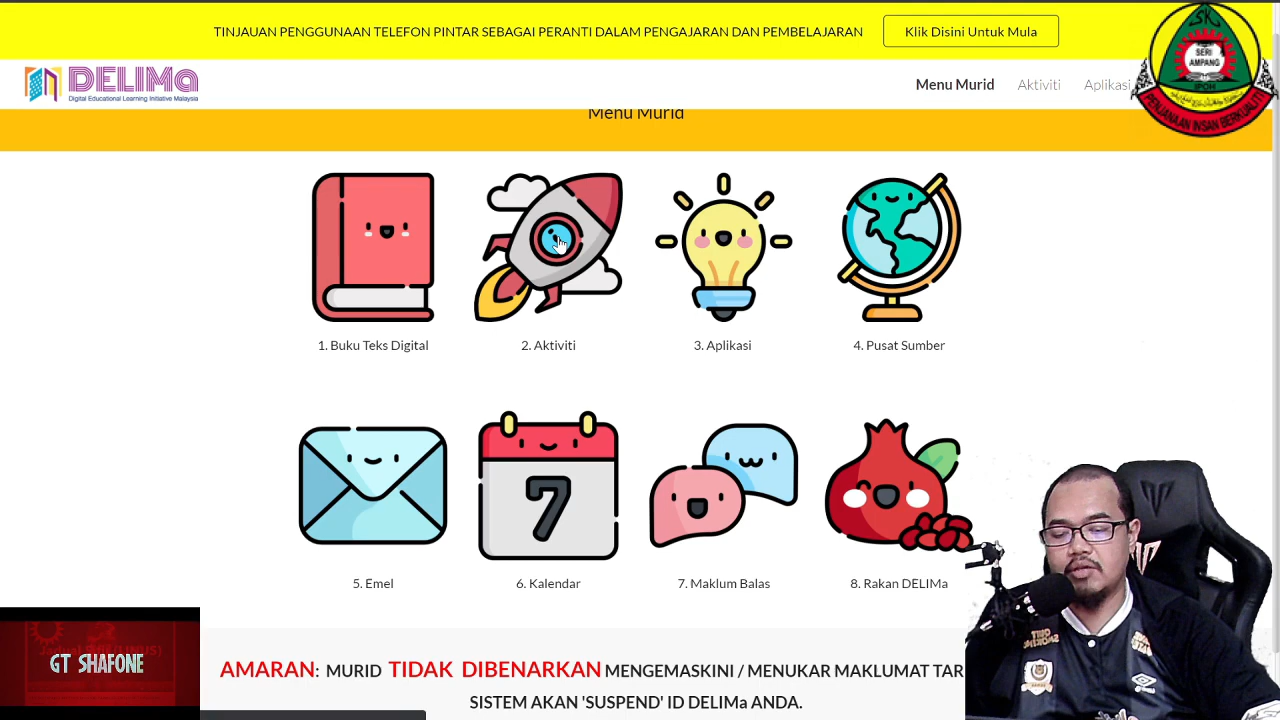 TINJAUAN PENGGUNAAN TELEFON PINTAR SEBAGAI PERANTI DALAM PENGAJARAN DAN PEMBELAJARAN
Klik Disini Untuk Mula
DELIMa
Digital Educational Learning Initiative Malaysia
Menu Murid
Aktiviti
Aplikasi
SK
SERI
AMPANG
IPOH
PENJANAAN INSAN BERKUALITI
Menu Murid
1. Buku Teks Digital
2. Aktiviti
3. Aplikasi
4. Pusat Sumber
7
5. Emel
6. Kalendar
7. Maklum Balas
8. Rakan DELIMa
GT SHAFONE
AMARAN: MURID TIDAK DIBENARKAN MENGEMASKINI / MENUKAR MAKLUMAT TAR
SISTEM AKAN 'SUSPEND' ID DELIMa ANDA.